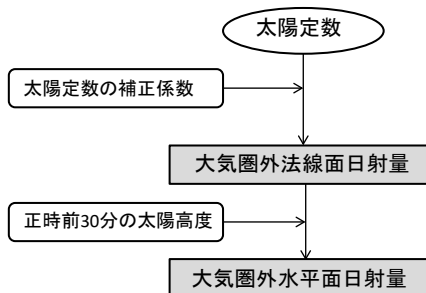 太陽定数
太陽定数の補正係数
大気圏外法線面日射量
正時前30分の太陽高度
大気圏外水平面日射量